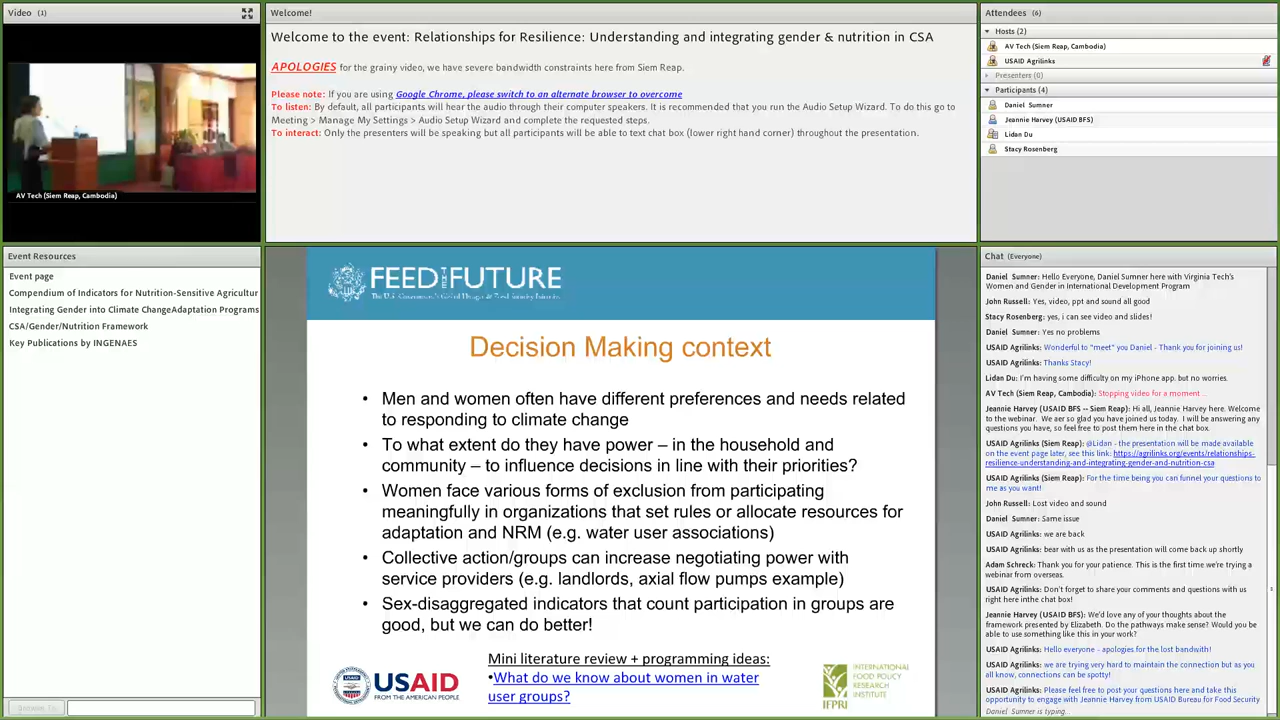 Video (1)
AV Tech (Siem Reap, Cambodia)
Welcome!
Welcome to the event: Relationships for Resilience: Understanding and integrating gender & nutrition in CSA
APOLOGIES for the grainy video, we have severe bandwidth constraints here from Siem Reap.
Please note: If you are using Google Chrome, please switch to an alternate browser to overcome
To listen: By default, all participants will hear the audio through their computer speakers. It is recommended that you run the Audio Setup Wizard. To do this go to
Meeting > Manage My Settings > Audio Setup Wizard and complete the requested steps.
To interact: Only the presenters will be speaking but all participants will be able to text chat box (lower right hand corner) throughout the presentation.
Attendees (6)
Hosts (2)
AV Tech (Siem Reap, Cambodia)
USAID Agrilinks
Presenters (0)
Participants (4)
Daniel Sumner
Jeannie Harvey (USAID BFS)
Lidan Du
Stacy Rosenberg
Event Resources
Event page
Compendium of Indicators for Nutrition-Sensitive Agricultur
Integrating Gender into Climate ChangeAdaptation Programs
CSA/Gender/Nutrition Framework
Key Publications by INGENAES
Browse To
FEED THE FUTURE
The U.S. Government's Global Hunger & Food Security Initiative
Decision Making context
• Men and women often have different preferences and needs related
to responding to climate change
• To what extent do they have power – in the household and
community – to influence decisions in line with their priorities?
• Women face various forms of exclusion from participating
meaningfully in organizations that set rules or allocate resources for
adaptation and NRM (e.g. water user associations)
• Collective action/groups can increase negotiating power with
service providers (e.g. landlords, axial flow pumps example)
• Sex-disaggregated indicators that count participation in groups are
good, but we can do better!
Mini literature review + programming ideas:
•What do we know about women in water
user groups?
USAID
FROM THE AMERICAN PEOPLE
IFPRI
INTERNATIONAL
FOOD POLICY
RESEARCH
INSTITUTE
Chat (Everyone)
Daniel Sumner: Hello Everyone, Daniel Sumner here with Virginia Tech's
Women and Gender in International Development Program
John Russell: Yes, video, ppt and sound all good
Stacy Rosenberg: yes, i can see video and slides!
Daniel Sumner: Yes no problems
USAID Agrilinks: Wonderful to "meet" you Daniel - Thank you for joining us!
USAID Agrilinks: Thanks Stacy!
Lidan Du: I'm having some difficulty on my iPhone app. but no worries.
AV Tech (Siem Reap, Cambodia): Stopping video for a moment ...
Jeannie Harvey (USAID BFS -- Siem Reap): Hi all, Jeannie Harvey here. Welcome
to the webinar. We aer so glad you have joined us today. I will be answering any
questions you have, so feel free to post them here in the chat box.
USAID Agrilinks (Siem Reap): @Lidan - the presentation will be made available
on the event page later, see this link: https://agrilinks.org/events/relationships-
resilience-understanding-and-integrating-gender-and-nutrition-csa
USAID Agrilinks (Siem Reap): For the time being you can funnel your questions to
me as you want!
John Russell: Lost video and sound
Daniel Sumner: Same issue
USAID Agrilinks: we are back
USAID Agrilinks: bear with us as the presentation will come back up shortly
Adam Schreck: Thank you for your patience. This is the first time we're trying a
webinar from overseas.
USAID Agrilinks: Don't forget to share your comments and questions with us
right here inthe chat box!
Jeannie Harvey (USAID BFS): We'd love any of your thoughts about the
framework presented by Elizabeth. Do the pathways make sense? Would you be
able to use something like this in your work?
USAID Agrilinks: Hello everyone - apologies for the lost bandwith!
USAID Agrilinks: we are trying very hard to maintain the connection but as you
all know, connections can be spotty!
USAID Agrilinks: Please feel free to post your questions here and take this
opportunity to engage with Jeannie Harvey from USAID Bureau for Food Security
Daniel Sumner is typing...